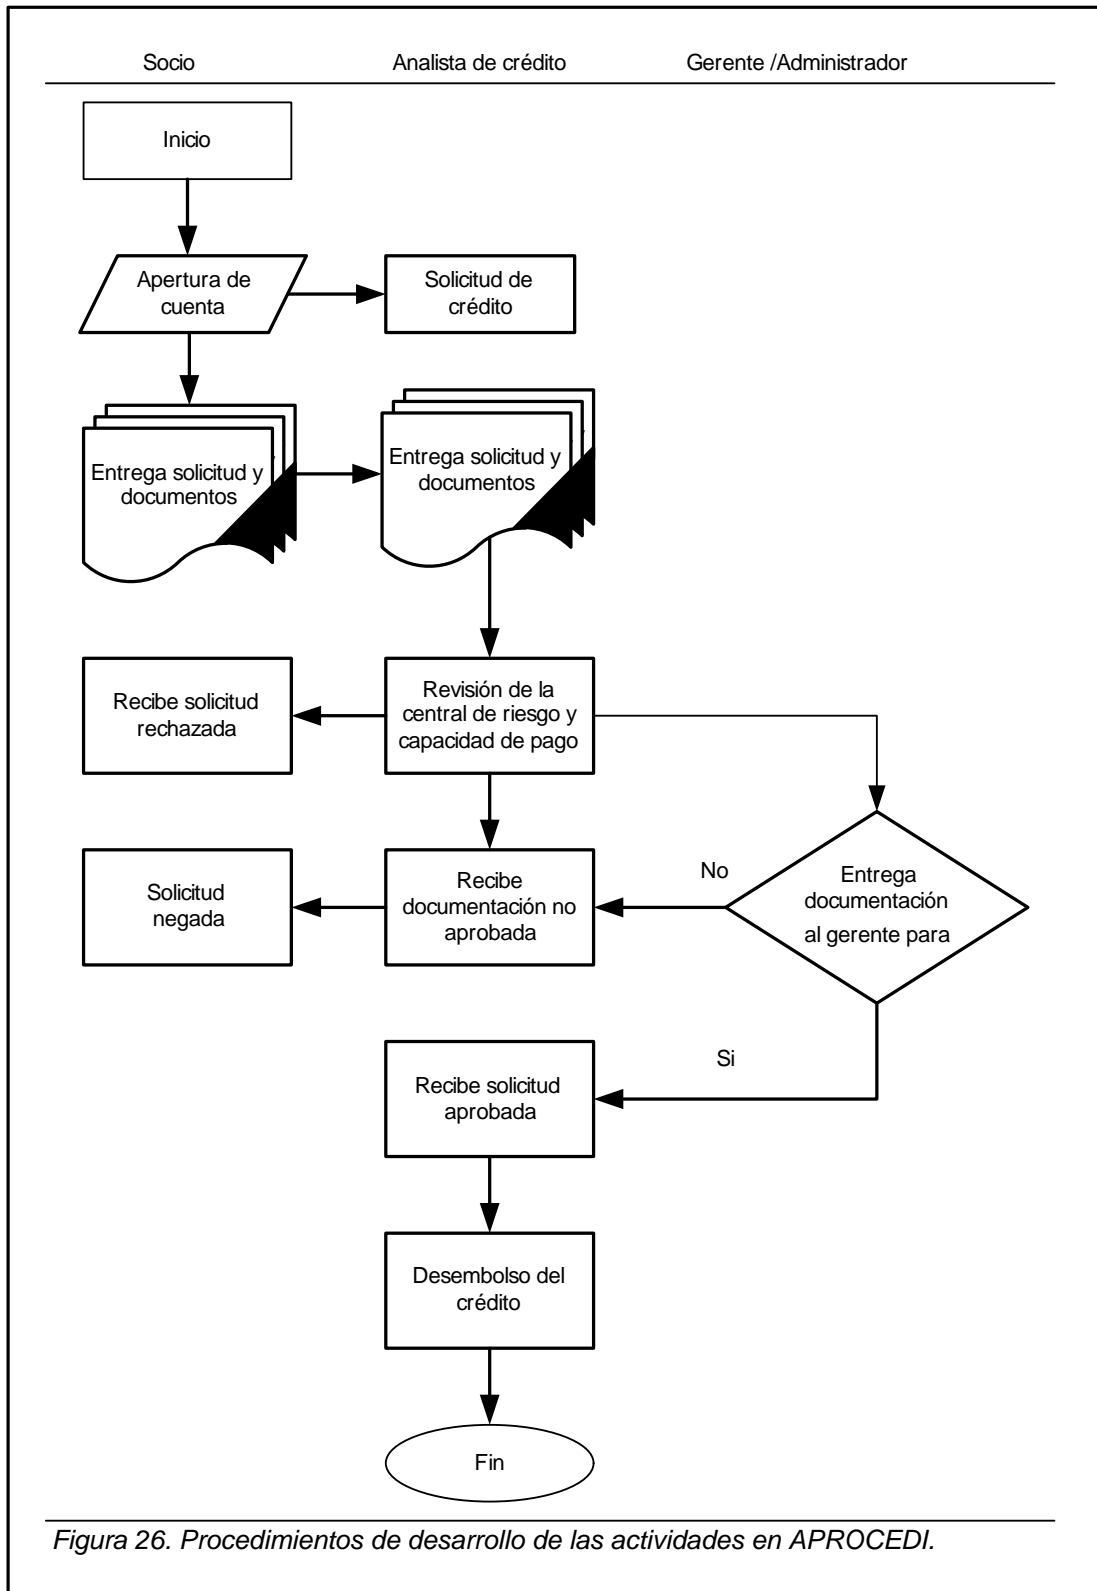 Socio
Analista de crédito
Gerente /Administrador
Inicio
Apertura de
cuenta
Solicitud de
crédito
Entrega solicitud y
documentos
Entrega solicitud y
documentos
Recibe solicitud
rechazada
Revisión de la
central de riesgo y
capacidad de pago
Solicitud
negada
Recibe
documentación no
aprobada
No
Entrega
documentación
al gerente para
Si
Recibe solicitud
aprobada
Desembolso del
crédito
Fin
Figura 26. Procedimientos de desarrollo de las actividades en APROCEDI.